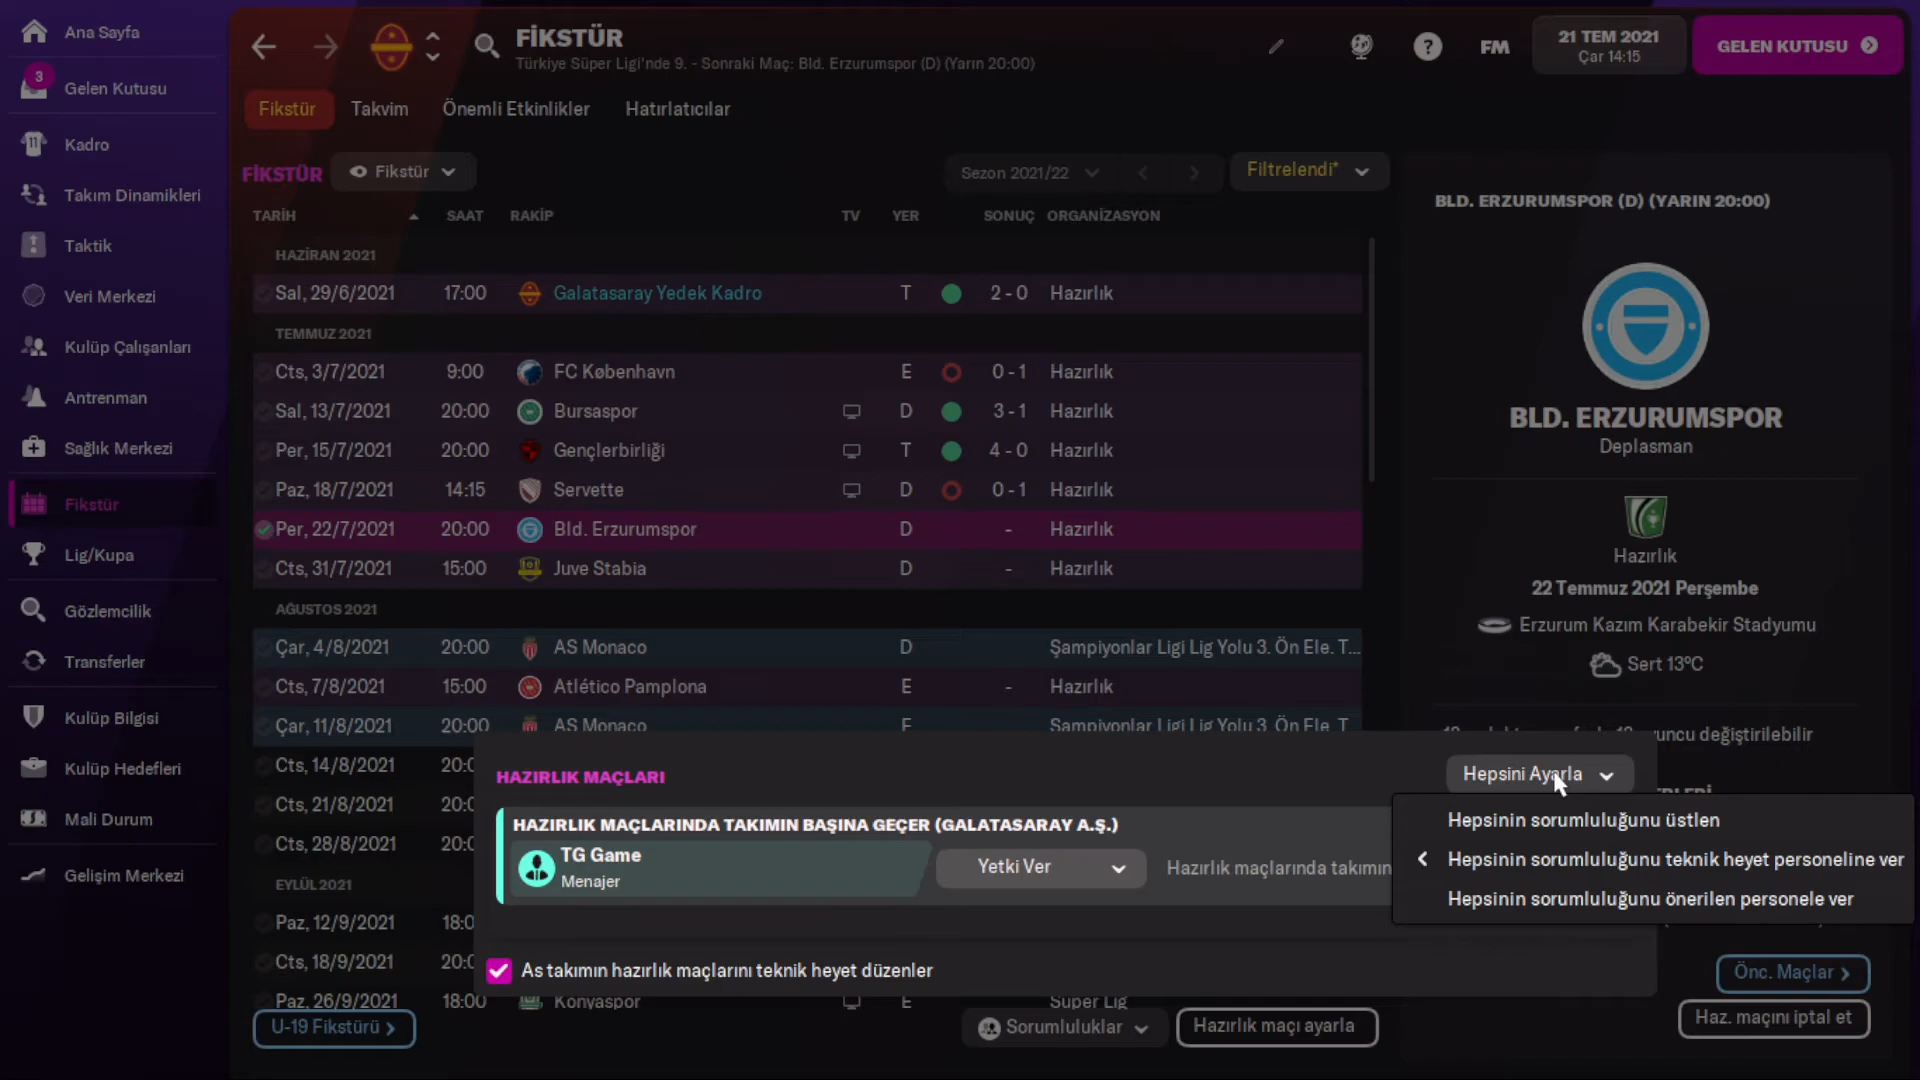 Ana Sayfa
3
Gelen Kutusu
Kadro
Takım Dinamikleri
Taktik
Veri Merkezi
Kulüp Çalışanları
Antrenman
Sağlık Merkezi
Fikstür
Lig/Kupa
Gözlemcilik
Transferler
Kulüp Bilgisi
Kulüp Hedefleri
Mali Durum
Gelişim Merkezi
FİKSTÜR
Türkiye Süper Ligi'nde 9. - Sonraki Maç: Bld. Erzurumspor (D) (Yarın 20:00)
? FM
21 TEM 2021
Çar 14:15
GELEN KUTUSU
Fikstür Takvim Önemli Etkinlikler Hatırlatıcılar
FİKSTÜR Fikstür Sezon 2021/22 Filtrelendi*
TARİH SAAT RAKİP TV YER SONUÇ ORGANİZASYON
HAZİRAN 2021
Sal, 29/6/2021 17:00 Galatasaray Yedek Kadro T 2 - 0 Hazırlık
TEMMUZ 2021
Cts, 3/7/2021 9:00 FC København E 0 - 1 Hazırlık
Sal, 13/7/2021 20:00 Bursaspor D 3 - 1 Hazırlık
Per, 15/7/2021 20:00 Gençlerbirliği T 4 - 0 Hazırlık
Paz, 18/7/2021 14:15 Servette D 0 - 1 Hazırlık
Per, 22/7/2021 20:00 Bld. Erzurumspor D - Hazırlık
Cts, 31/7/2021 15:00 Juve Stabia D - Hazırlık
AĞUSTOS 2021
Çar, 4/8/2021 20:00 AS Monaco D Şampiyonlar Ligi Lig Yolu 3. Ön Ele. T...
Cts, 7/8/2021 15:00 Atlético Pamplona E - Hazırlık
Çar, 11/8/2021 20:00 AS Monaco E Şampiyonlar Ligi Lig Yolu 3. Ön Ele. T
Cts, 14/8/2021
Cts, 21/8/2021
Cts, 28/8/2021
EYLÜL 2021
Paz, 12/9/2021
Cts, 18/9/2021
Paz, 26/9/2021 18:00 Konyaspor E Süper Lig
U-19 Fikstürü
Sorumluluklar
Hazırlık maçı ayarla
HAZIRLIK MAÇLARI
Hepsini Ayarla
HAZIRLIK MAÇLARINDA TAKIMIN BAŞINA GEÇER (GALATASARAY A.Ş.)
TG Game
Menajer
Yetki Ver
Hazırlık maçlarında takımın
As takımın hazırlık maçlarını teknik heyet düzenler
Hepsinin sorumluluğunu üstlen
Hepsinin sorumluluğunu teknik heyet personeline ver
Hepsinin sorumluluğunu önerilen personele ver
BLD. ERZURUMSPOR (D) (YARIN 20:00)
BLD. ERZURUMSPOR
Deplasman
Hazırlık
22 Temmuz 2021 Perşembe
Erzurum Kazım Karabekir Stadyumu
Sert 13°C
değiştirilebilir
Önc. Maçlar
Haz. maçını iptal et